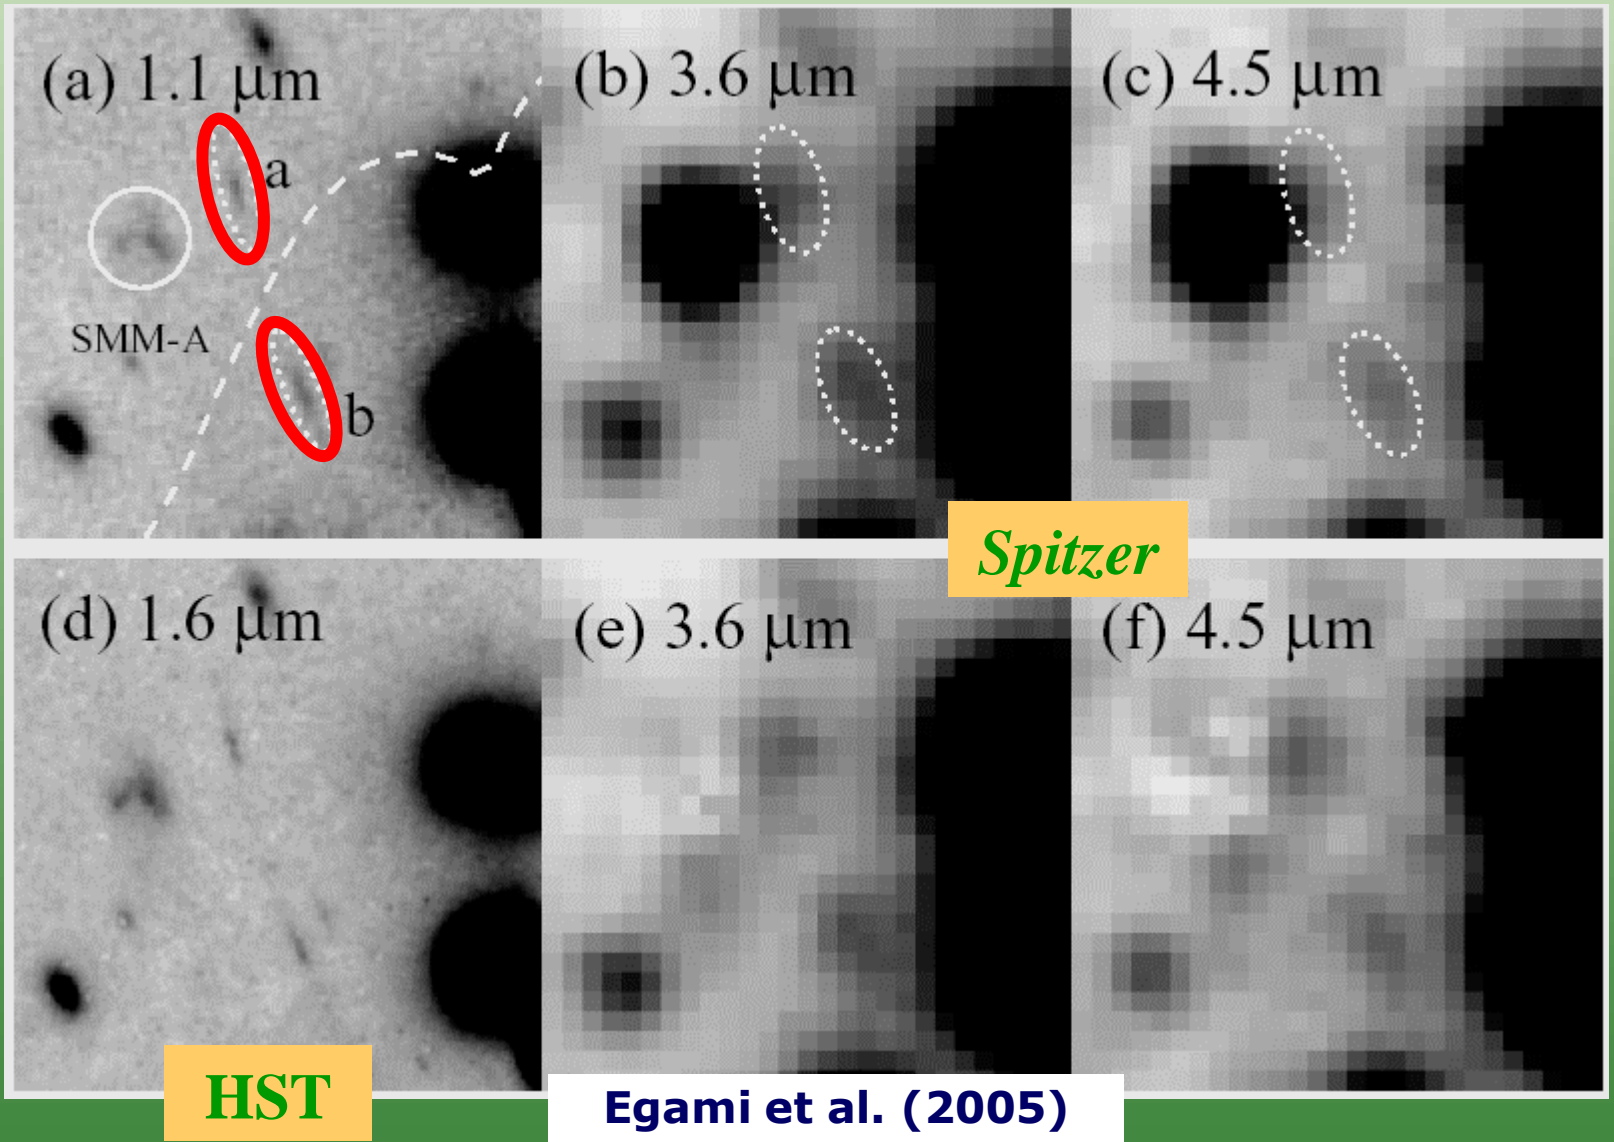 (a) 1.1 μm
(b) 3.6 μm
(c) 4.5 μm
a
SMM-A
b
Spitzer
(d) 1.6 μm
(e) 3.6 μm
(f) 4.5 μm
HST
Egami et al. (2005)